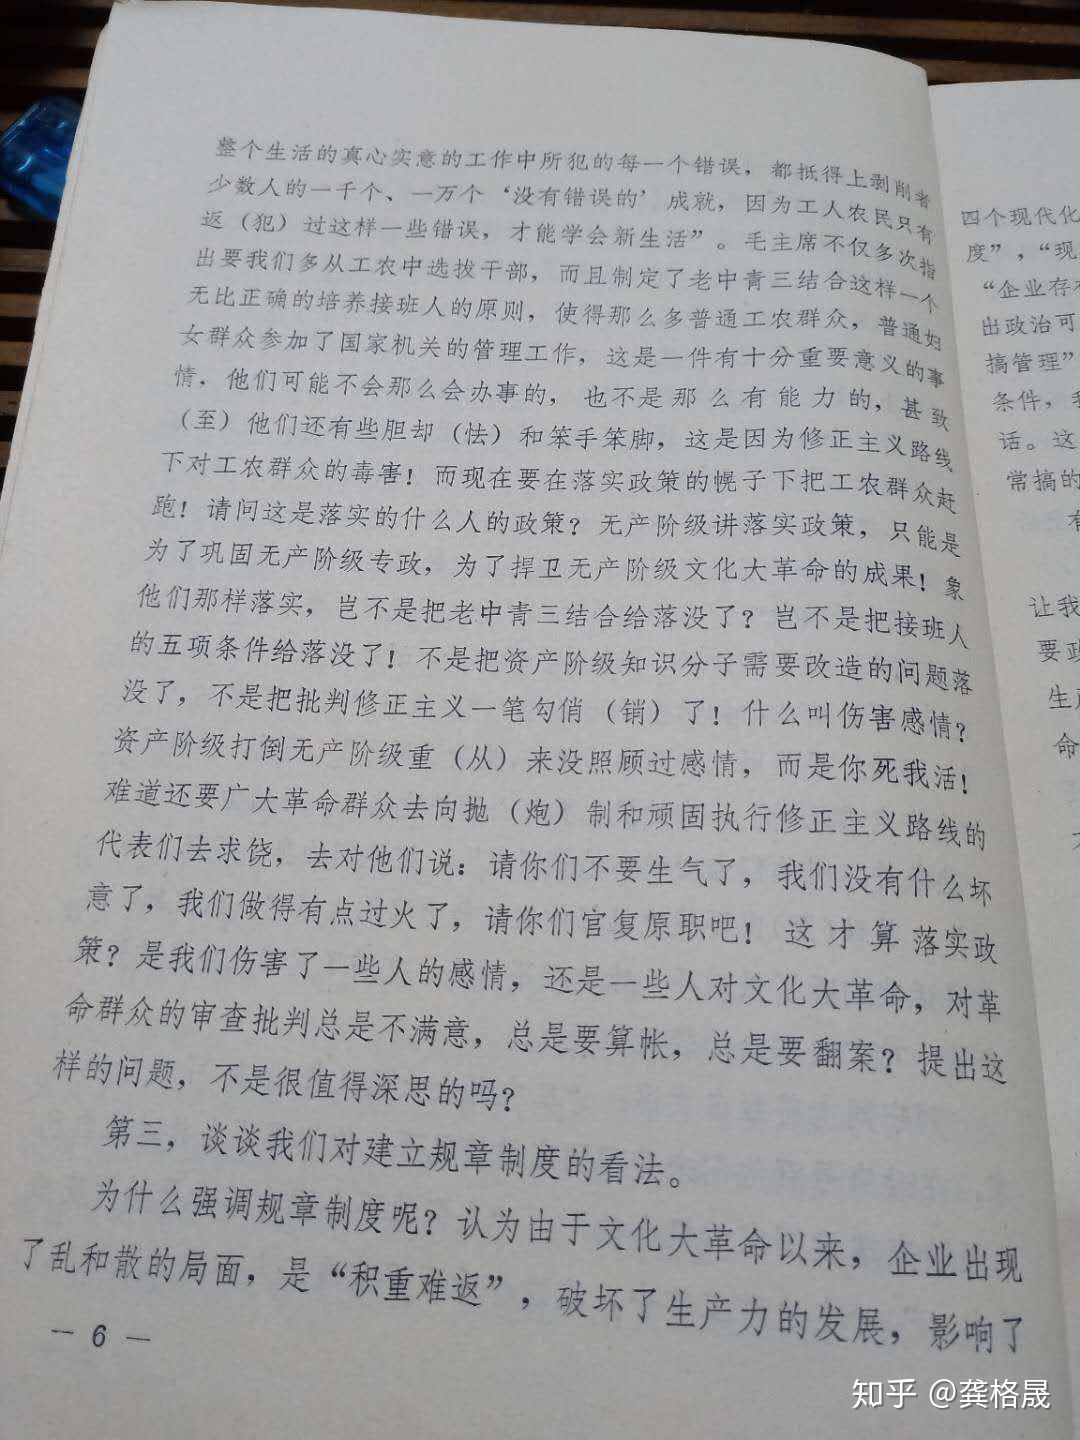 整个生活的真心实意的工作中所犯的每一个错误，都抵得上剥削者
少数人的一千个、一万个‘没有错误的’成就，因为工人农民只有
返（犯）过这样一些错误，才能学会新生活”。毛主席不仅多次指
出要我们多从工农中选拔干部，而且制定了老中青三结合这样一个
无比正确的培养接班人的原则，使得那么多普通工农群众，普通妇
女群众参加了国家机关的管理工作，这是一件有十分重要意义的事
情，他们可能不会那么会办事的，也不是那么有能力的，甚致
（至）他们还有些胆却（怯）和笨手笨脚，这是因为修正主义路线
下对工农群众的毒害！而现在要在落实政策的幌子下把工农群众赶
跑！请问这是落实的什么人的政策？无产阶级讲落实政策，只能是
为了巩固无产阶级专政，为了捍卫无产阶级文化大革命的成果！象
他们那样落实，岂不是把老中青三结合给落没了？岂不是把接班人
的五项条件给落没了！不是把资产阶级知识分子需要改造的问题落
没了，不是把批判修正主义一笔勾俏（销）了！什么叫伤害感情？
资产阶级打倒无产阶级重（从）来没照顾过感情，而是你死我活！
难道还要广大革命群众去向抛（炮）制和顽固执行修正主义路线的
代表们去求饶，去对他们说：请你们不要生气了，我们没有什么坏
意了，我们做得有点过火了，请你们官复原职吧！这才算落实政
策？是我们伤害了一些人的感情，还是一些人对文化大革命，对革
命群众的审查批判总是不满意，总是要算帐，总是要翻案？提出这
样的问题，不是很值得深思的吗？
第三，谈谈我们对建立规章制度的看法。
为什么强调规章制度呢？认为由于文化大革命以来，企业出现
了乱和散的局面，是“积重难返”，破坏了生产力的发展，影响了
— 6 —
四个现代化
度”，“现
“企业存
出政治可
搞管理”
条件，
话。这
常搞的
让我
要政
生
命
知乎 @龚格晟